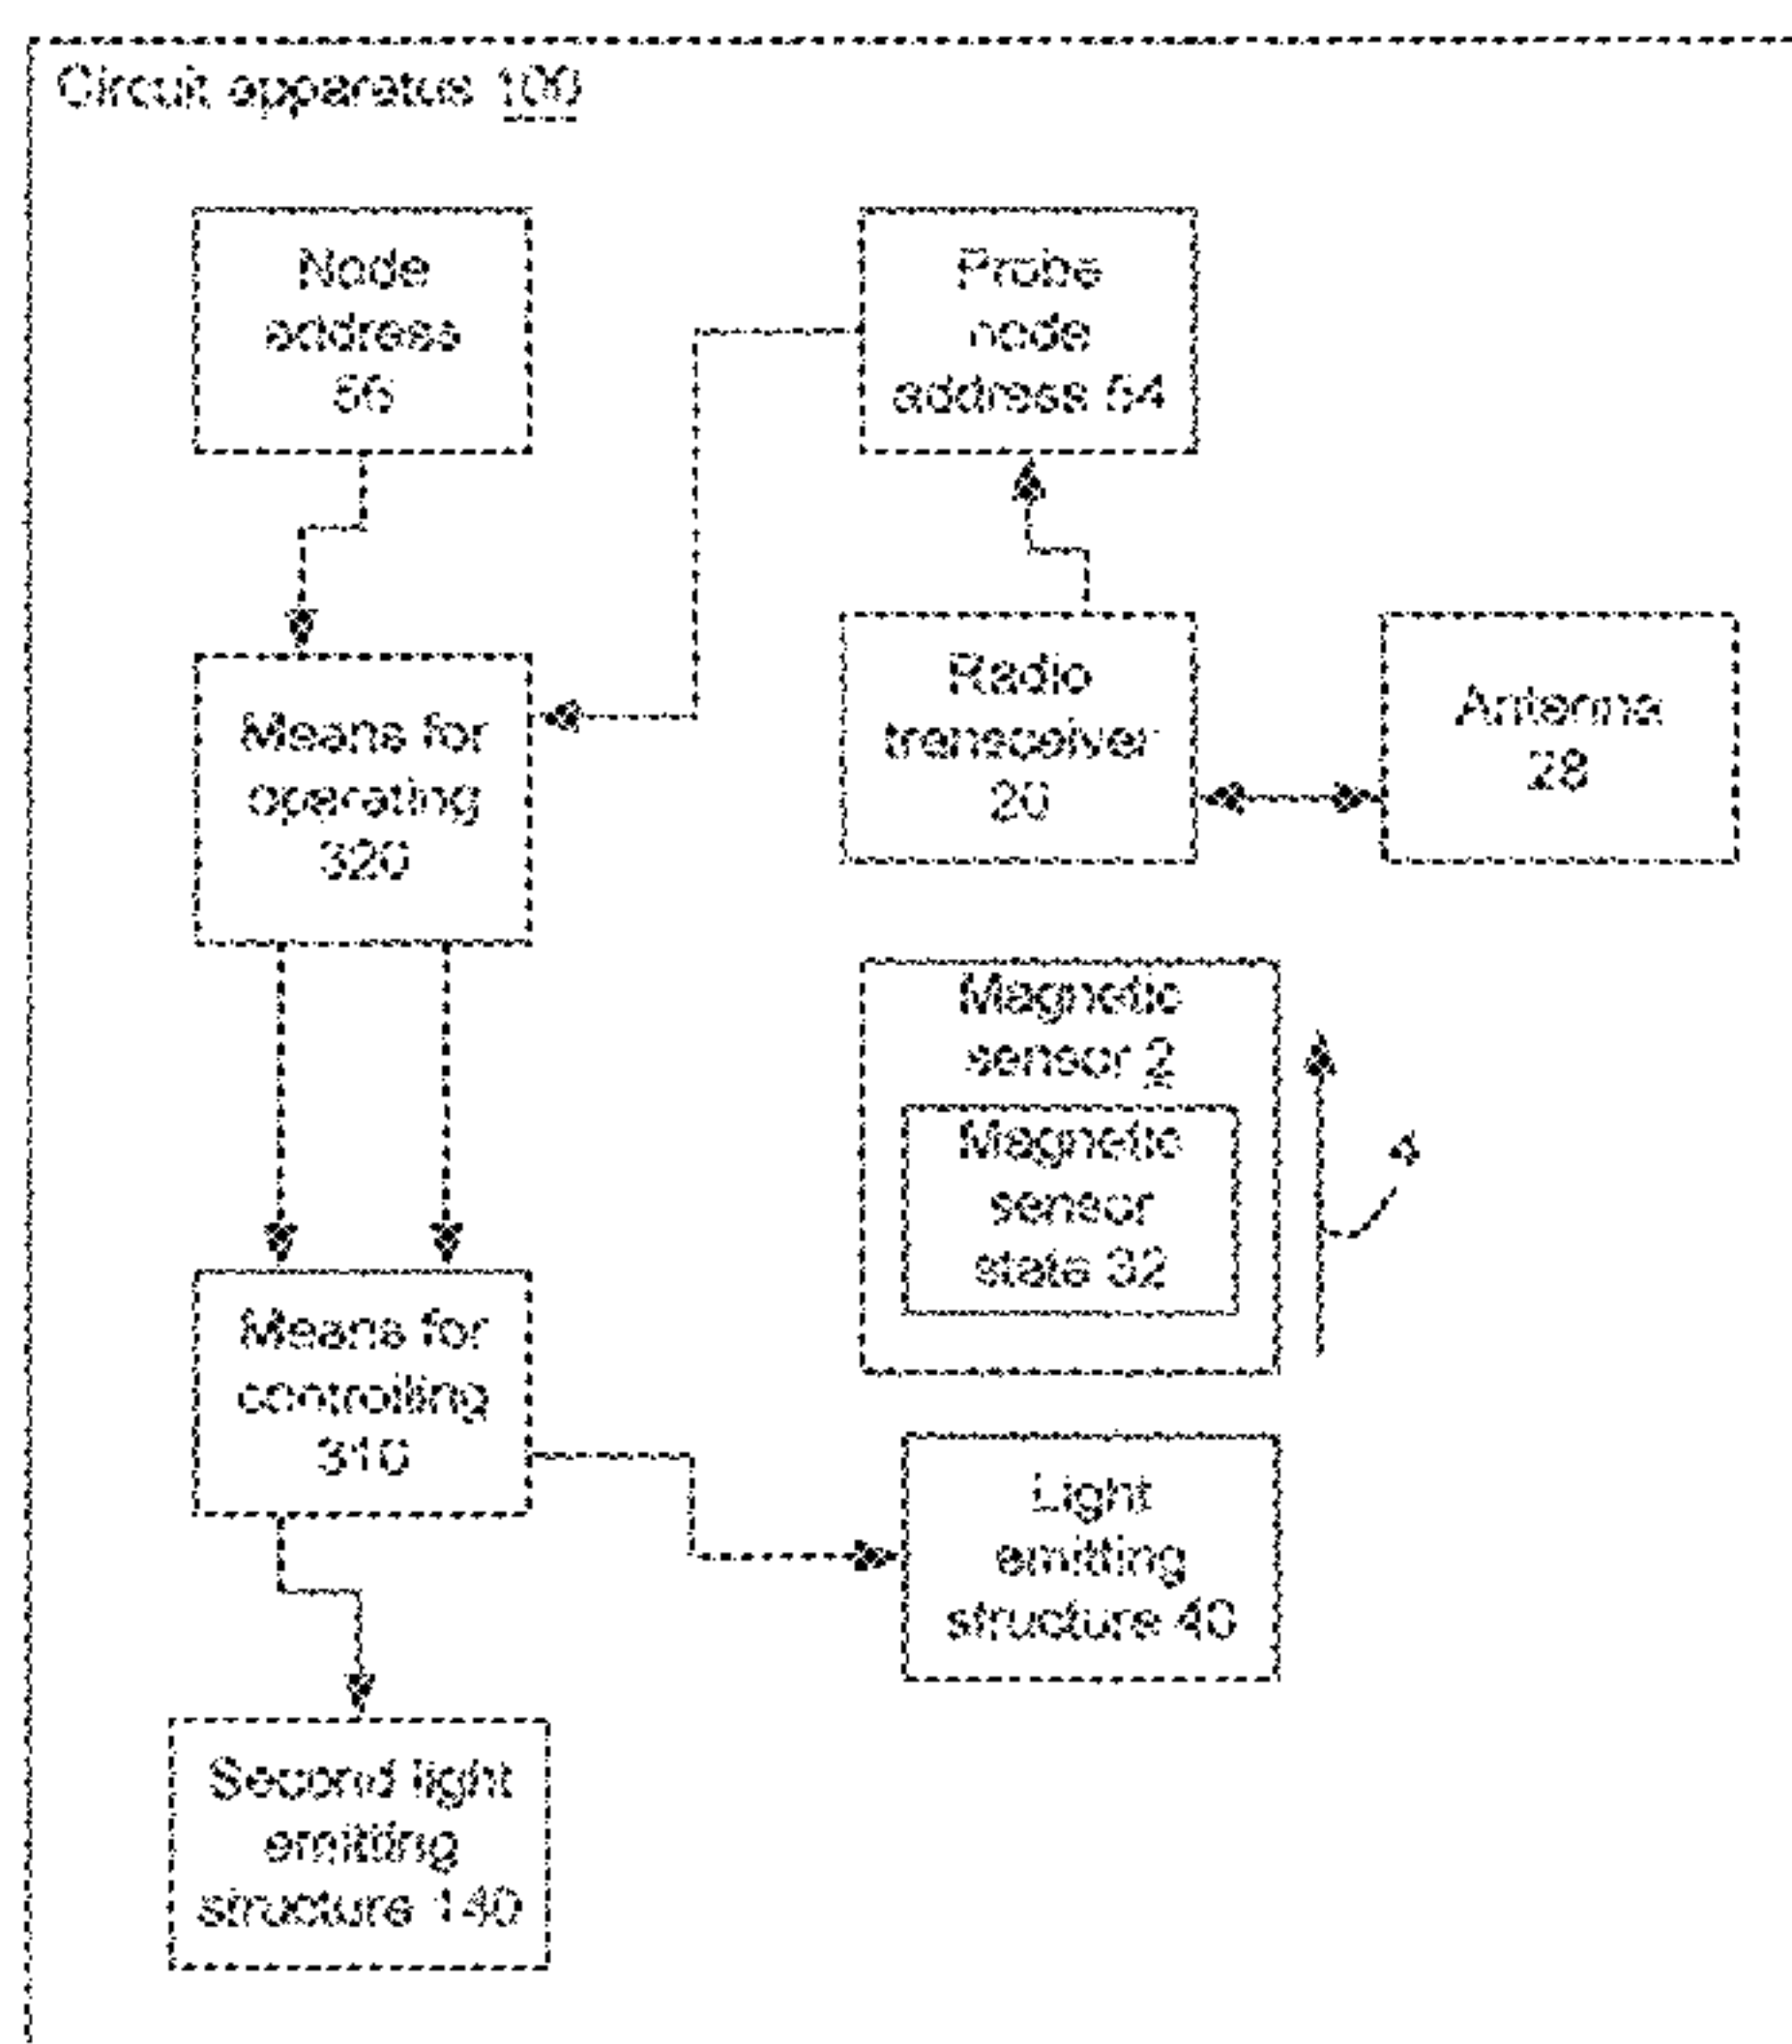 Circuit apparatus 100
Node
address
56
Probe
node
address 54
Means for
operating
320
Radio
transceiver
20
Antenna
28
Magnetic
sensor 2
Magnetic
sensor
state 32
4
Means for
controlling
310
Light
emitting
structure 40
Second light
emitting
structure 140